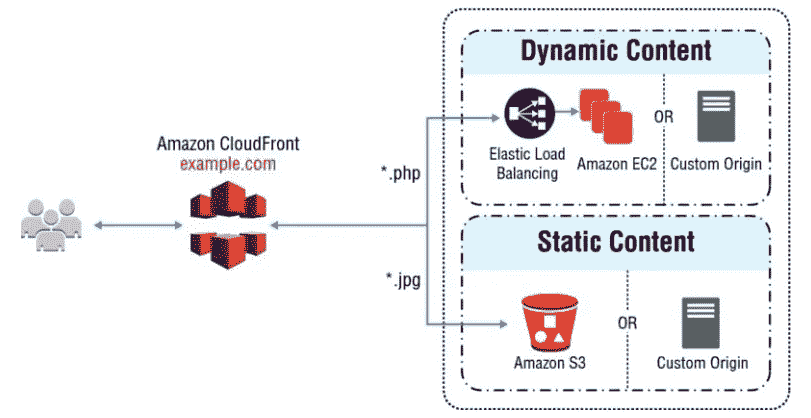 Dynamic Content
Amazon CloudFront
example.com
*.php
Elastic Load
Balancing
Amazon EC2
OR
Custom Origin
Static Content
*.jpg
Amazon S3
OR
Custom Origin